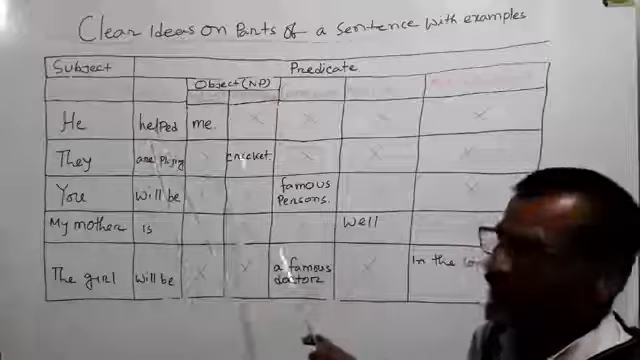 Clear Ideas on Parts of a Sentence with examples
Subject Predicate
Object (NP)
He helped me. × × × × ×
They are playing × cricket. × × ×
You will be famous Persons. ×
My mother is well
The girl will be × × a famous doctor × In the